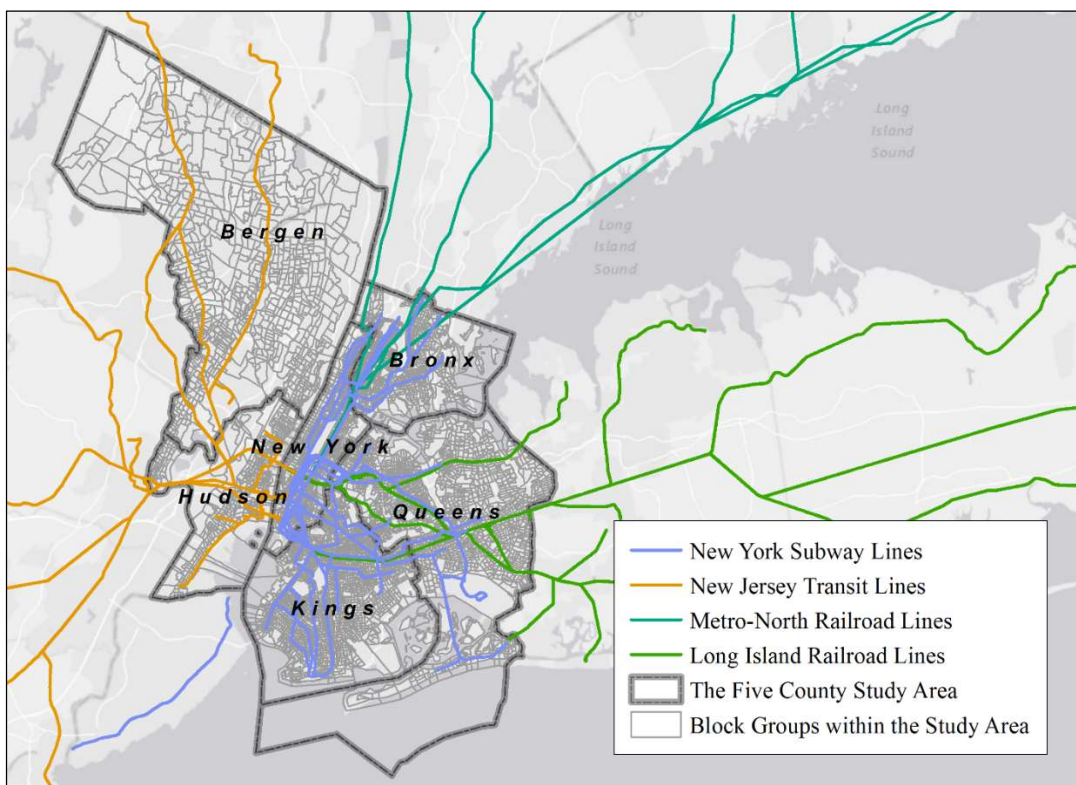 Long
Island
Sound
Long
Island
Sound
Bergen
Bronx
New York
Hudson
Queens
Kings
New York Subway Lines
New Jersey Transit Lines
Metro-North Railroad Lines
Long Island Railroad Lines
The Five County Study Area
Block Groups within the Study Area